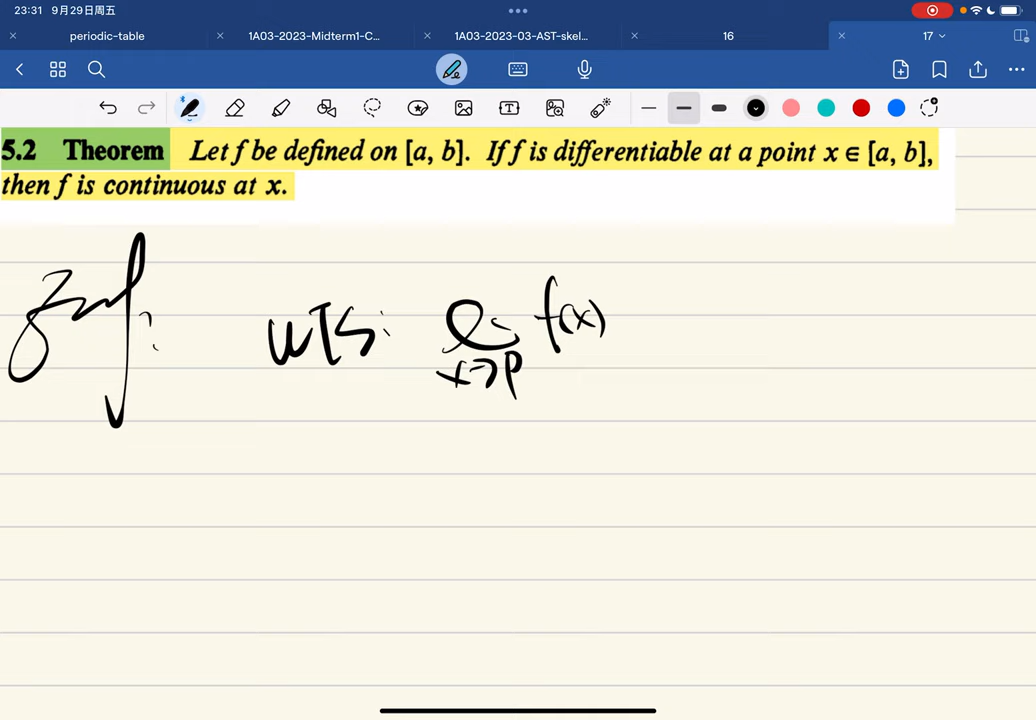 23:31 9月29日周五
periodic-table
1A03-2023-Midterm1-C...
1A03-2023-03-AST-skel...
16
17
5.2 Theorem Let f be defined on [a, b]. If f is differentiable at a point x ∈ [a, b],
then f is continuous at x.
WTS: f(x)
x→p